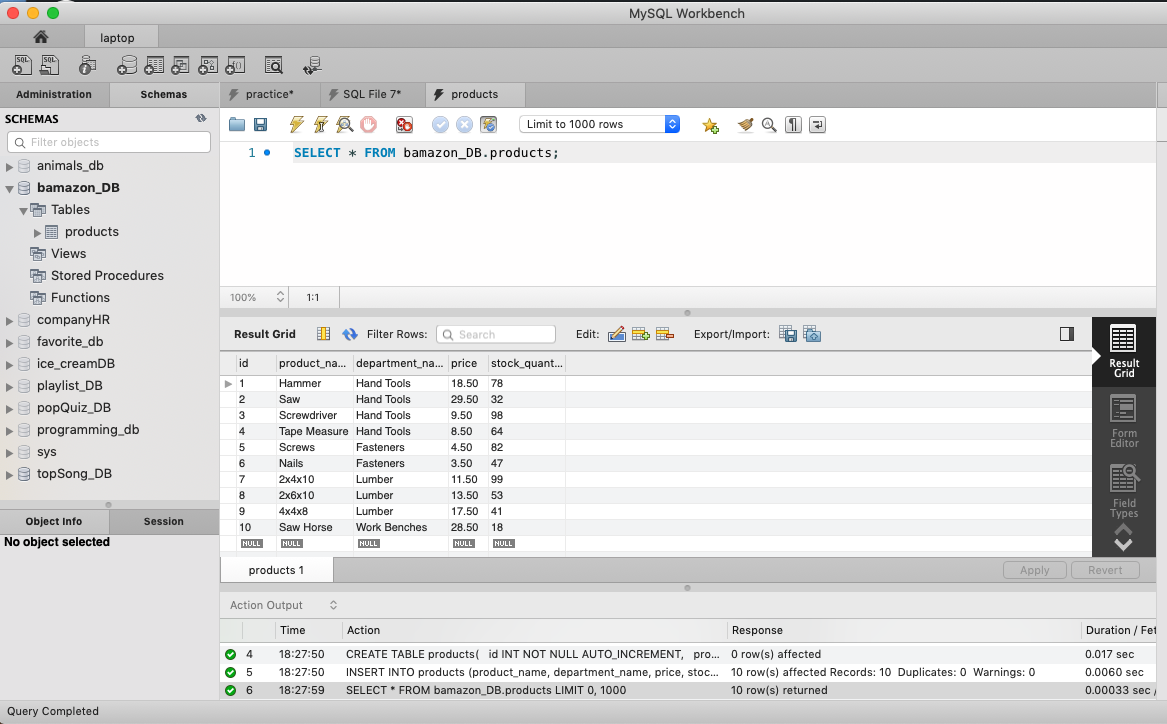 MySQL Workbench
laptop
Administration Schemas practice* SQL File 7* products
SCHEMAS
Filter objects
Limit to 1000 rows
1 SELECT * FROM bamazon_DB.products;
animals_db
bamazon_DB
Tables
products
Views
Stored Procedures
Functions
companyHR
favorite_db
ice_creamDB
playlist_DB
popQuiz_DB
programming_db
sys
topSong_DB
100% 1:1
Result Grid Filter Rows: Search Edit: Export/Import:
id product_na... department_na... price stock_quant...
1 Hammer Hand Tools 18.50 78
2 Saw Hand Tools 29.50 32
3 Screwdriver Hand Tools 9.50 98
4 Tape Measure Hand Tools 8.50 64
5 Screws Fasteners 4.50 82
6 Nails Fasteners 3.50 47
7 2x4x10 Lumber 11.50 99
8 2x6x10 Lumber 13.50 53
9 4x4x8 Lumber 17.50 41
10 Saw Horse Work Benches 28.50 18
NULL NULL NULL NULL NULL
Result
Grid
Form
Editor
Field
Types
Object Info Session
No object selected
products 1 Apply Revert
Action Output
Time Action Response Duration / Fet
4 18:27:50 CREATE TABLE products( id INT NOT NULL AUTO_INCREMENT, pro... 0 row(s) affected 0.017 sec
5 18:27:50 INSERT INTO products (product_name, department_name, price, stoc... 10 row(s) affected Records: 10 Duplicates: 0 Warnings: 0 0.0060 sec
6 18:27:59 SELECT * FROM bamazon_DB.products LIMIT 0, 1000 10 row(s) returned 0.00033 sec /
Query Completed